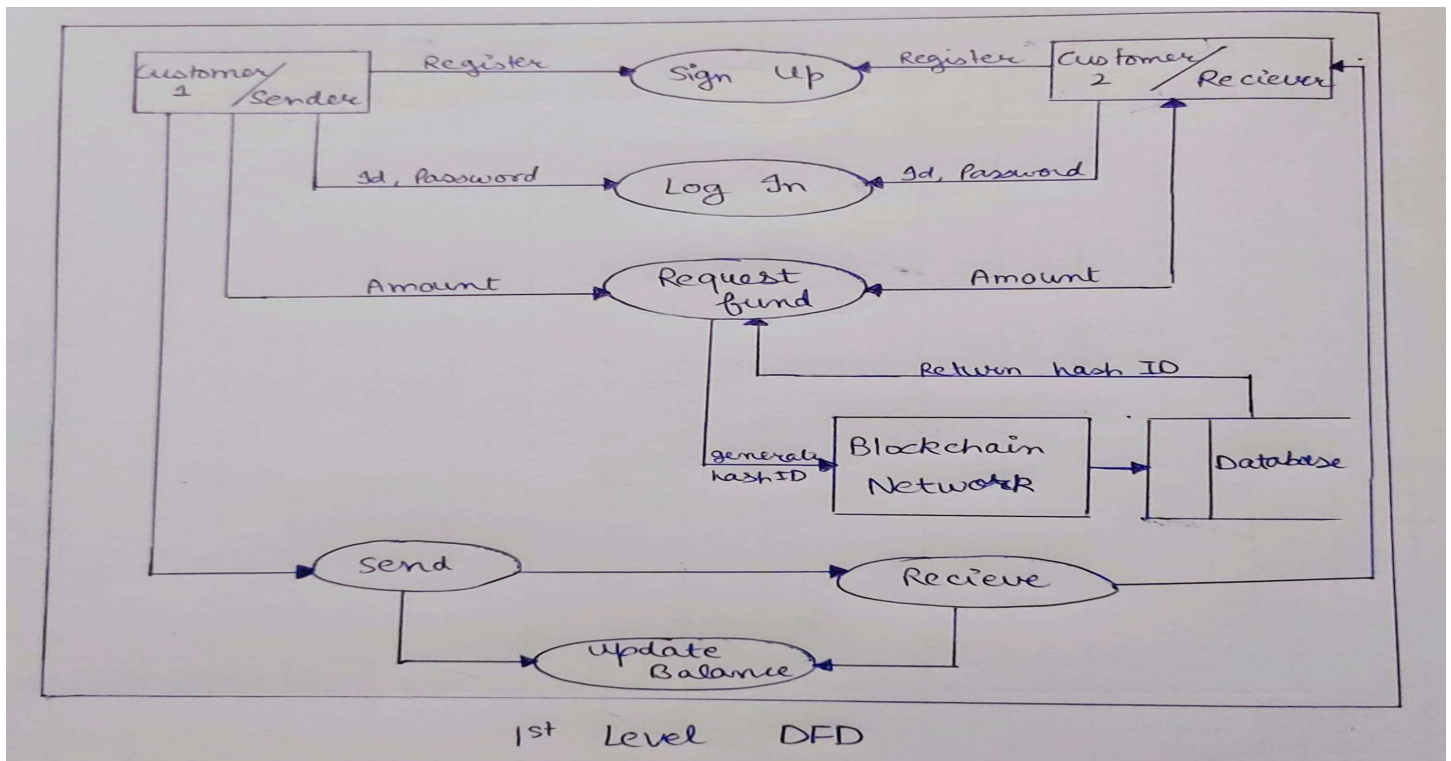 Customer/
1 /Sender
Register
Sign Up
Register
Customer/
2 / Reciever
Id, Password
Log In
Id, Password
Amount
Request
fund
Amount
Return hash ID
generate
hash ID
Blockchain
Network
Database
Send
Recieve
Update
Balance
1st Level DFD